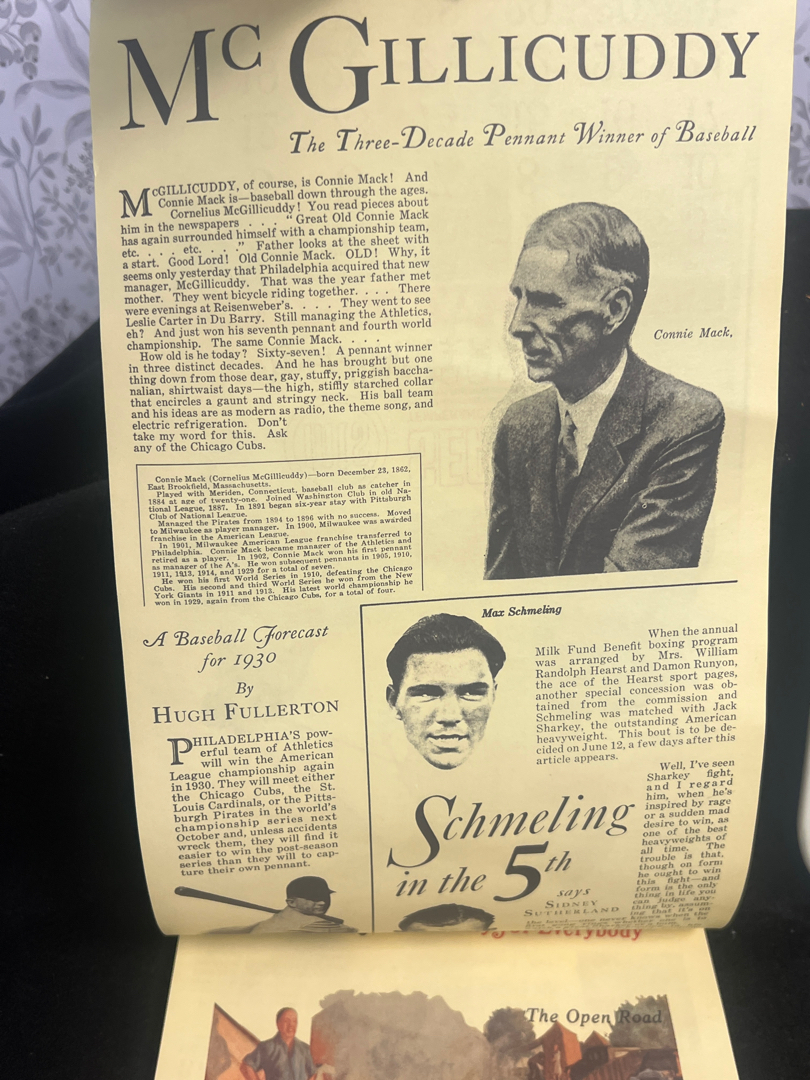 McGILLICUDDY
The Three-Decade Pennant Winner of Baseball
McGILLICUDDY, of course, is Connie Mack! And
Connie Mack is—baseball down through the ages.
Cornelius McGillicuddy! You read pieces about
him in the newspapers . . . . "Great Old Connie Mack
has again surrounded himself with a championship team,
etc. . . . etc. . . ." Father looks at the sheet with
a start. Good Lord! Old Connie Mack. OLD! Why, it
seems only yesterday that Philadelphia acquired that new
manager, McGillicuddy. That was the year father met
mother. They went bicycle riding together. . . . There
were evenings at Reisenweber's. . . . They went to see
Leslie Carter in Du Barry. Still managing the Athletics,
eh? And just won his seventh pennant and fourth world
championship. The same Connie Mack. . . .
How old is he today? Sixty-seven! A pennant winner
in three distinct decades. And he has brought but one
thing down from those dear, gay, stuffy, priggish baccha-
nalian, shirtwaist days—the high, stiffly starched collar
that encircles a gaunt and stringy neck. His ball team
and his ideas are as modern as radio, the theme song, and
electric refrigeration. Don't
take my word for this. Ask
any of the Chicago Cubs.
Connie Mack,
Connie Mack (Cornelius McGillicuddy)—born December 23, 1862,
East Brookfield, Massachusetts.
Played with Meriden, Connecticut, baseball club as catcher in
1884 at age of twenty-one. Joined Washington Club in old Na-
tional League, 1887. In 1891 began six-year stay with Pittsburgh
Club of National League.
Managed the Pirates from 1894 to 1896 with no success. Moved
to Milwaukee as player manager. In 1900, Milwaukee was awarded
franchise in the American League.
In 1901, Milwaukee American League franchise transferred to
Philadelphia. Connie Mack became manager of the Athletics and
retired as a player. In 1902, Connie Mack won his first pennant
as manager of the A's. He won subsequent pennants in 1905, 1910,
1911, 1913, 1914, and 1929 for a total of seven.
He won his first World Series in 1910, defeating the Chicago
Cubs. His second and third World Series he won from the New
York Giants in 1911 and 1913. His latest world championship he
won in 1929, again from the Chicago Cubs, for a total of four.
A Baseball Forecast
for 1930
By
HUGH FULLERTON
PHILADELPHIA'S pow-
erful team of Athletics
will win the American
League championship again
in 1930. They will meet either
the Chicago Cubs, the St.
Louis Cardinals, or the Pitts-
burgh Pirates in the world's
championship series next
October and, unless accidents
wreck them, they will find it
easier to win the post-season
series than they will to cap-
ture their own pennant.
Max Schmeling
When the annual
Milk Fund Benefit boxing program
was arranged by Mrs. William
Randolph Hearst and Damon Runyon,
the ace of the Hearst sport pages,
another special concession was ob-
tained from the commission and
Schmeling was matched with Jack
Sharkey, the outstanding American
heavyweight. This bout is to be de-
cided on June 12, a few days after this
article appears.
Schmeling
in the 5th
says
SIDNEY
SUTHERLAND
Well, I've seen
Sharkey fight,
and I regard
him, when he's
inspired by rage
or a sudden mad
desire to win, as
one of the best
heavyweights of
all time. The
trouble is that,
though on form
he ought to win
this fight—and
form is the only
thing in life you
can judge any-
thing by, assum-
ing that it's on
Everybody
The Open Road